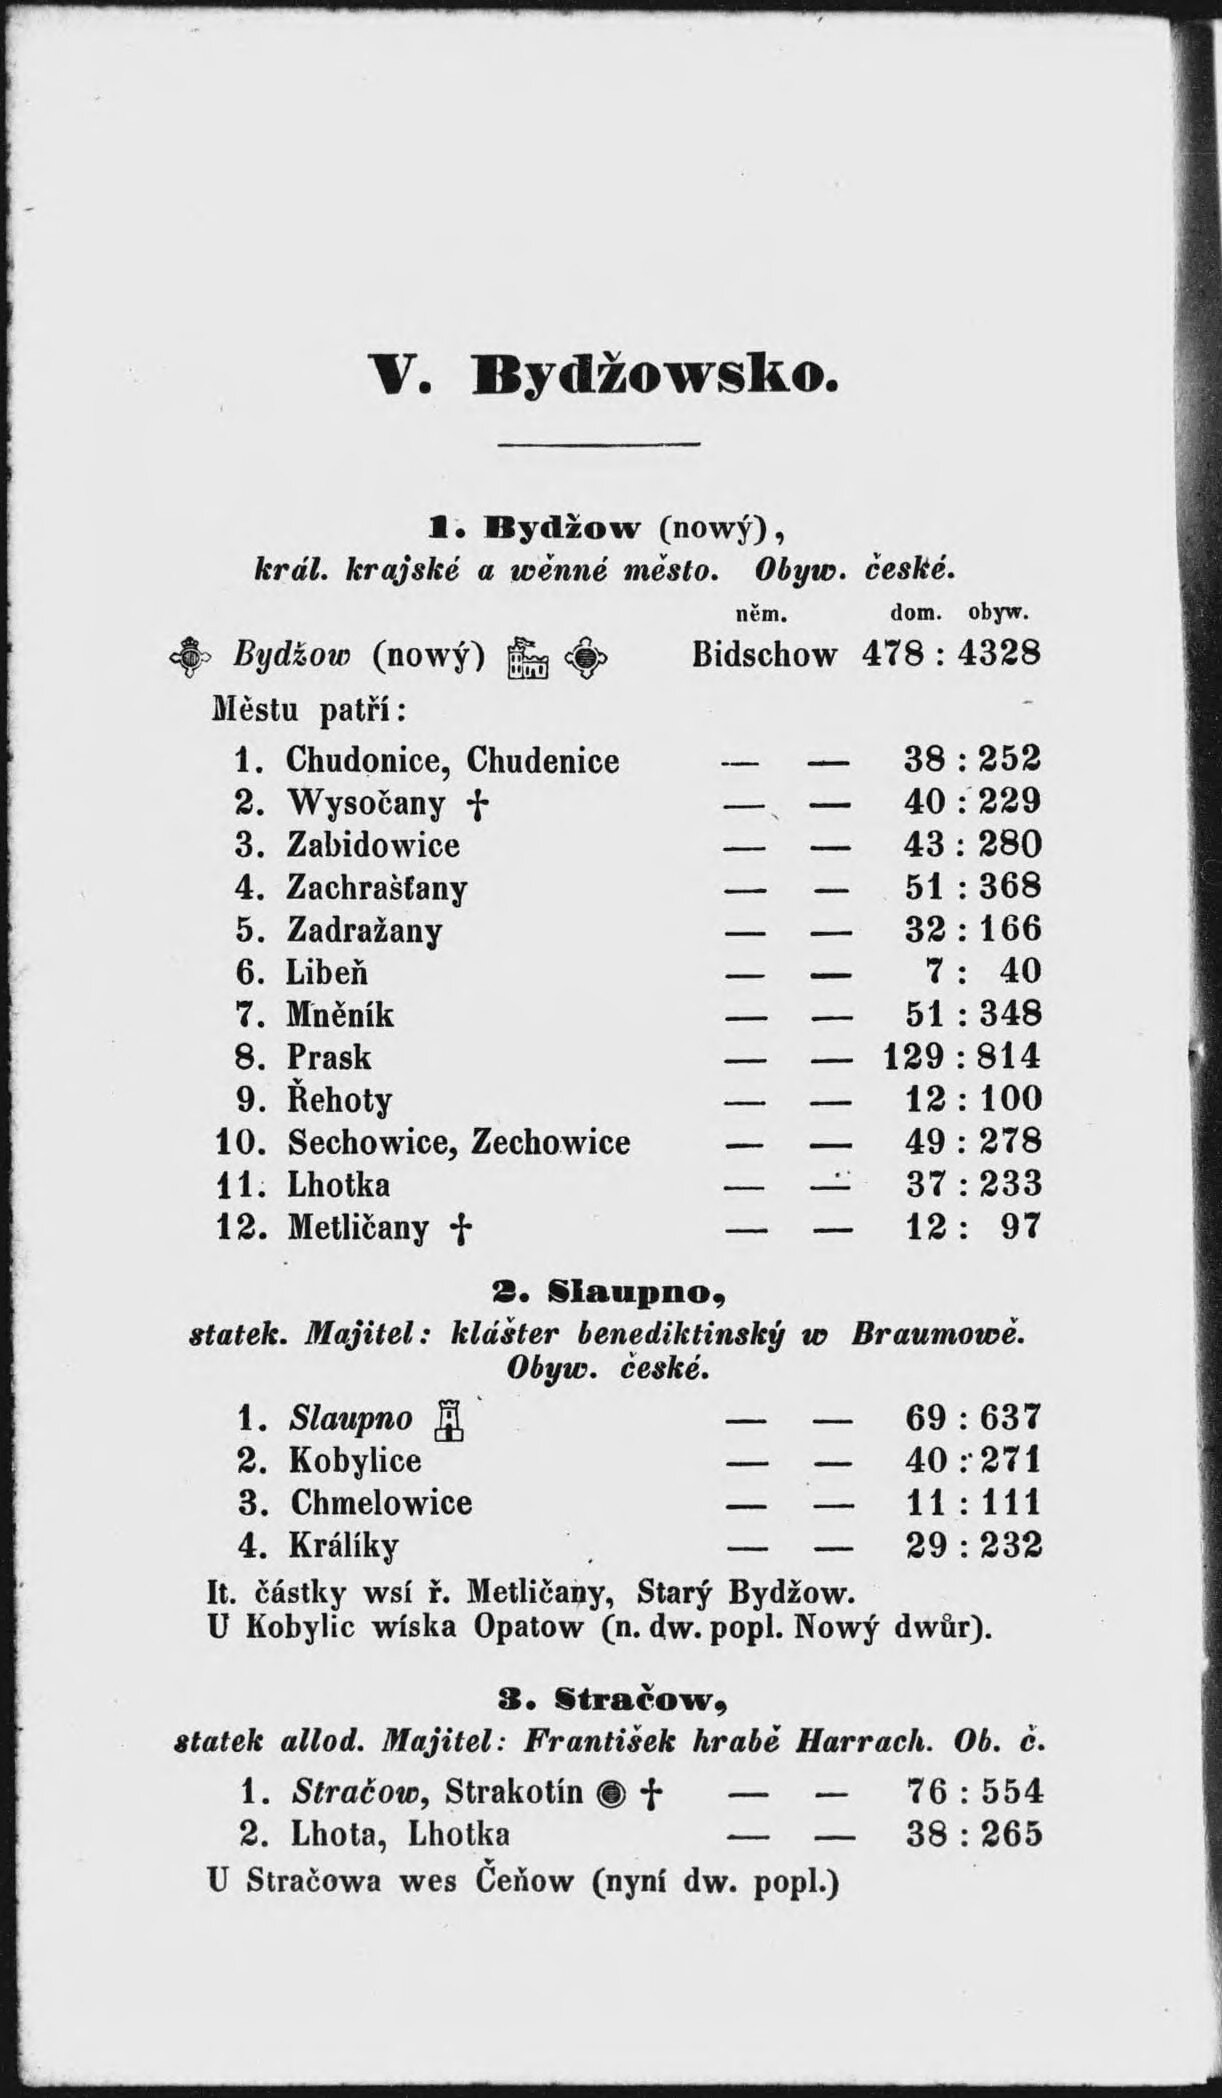 V. Bydžowsko.
1. Bydžow (nowý),
král. krajské a wěnné město. Obyw. české.
něm. dom. obyw.
Bydžow (nowý) Bidschow 478 : 4328
Městu patří:
1. Chudonice, Chudenice — — 38 : 252
2. Wysočany † — — 40 : 229
3. Zabidowice — — 43 : 280
4. Zachrašťany — — 51 : 368
5. Zadražany — — 32 : 166
6. Libeň — — 7 : 40
7. Mněník — — 51 : 348
8. Prask — — 129 : 814
9. Řehoty — — 12 : 100
10. Sechowice, Zechowice — — 49 : 278
11. Lhotka — — 37 : 233
12. Metličany † — — 12 : 97
2. Slaupno,
statek. Majitel: klášter benediktinský w Braumowě.
Obyw. české.
1. Slaupno — — 69 : 637
2. Kobylice — — 40 : 271
3. Chmelowice — — 11 : 111
4. Králíky — — 29 : 232
It. částky wsí ř. Metličany, Starý Bydžow.
U Kobylic wíska Opatow (n. dw. popl. Nowý dwůr).
3. Stračow,
statek allod. Majitel: František hrabě Harrach. Ob. č.
1. Stračow, Strakotín † — — 76 : 554
2. Lhota, Lhotka — — 38 : 265
U Stračowa wes Čeňow (nyní dw. popl.)